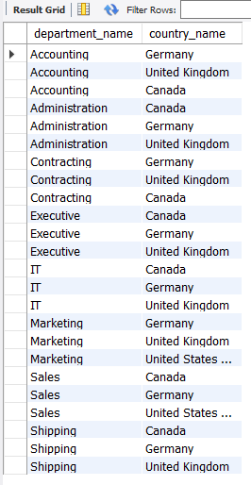 Result Grid Filter Rows:
department_name country_name
Accounting Germany
Accounting United Kingdom
Accounting Canada
Administration Canada
Administration Germany
Administration United Kingdom
Contracting Germany
Contracting United Kingdom
Contracting Canada
Executive Canada
Executive Germany
Executive United Kingdom
IT Canada
IT Germany
IT United Kingdom
Marketing Germany
Marketing United Kingdom
Marketing United States ...
Sales Canada
Sales Germany
Sales United States ...
Shipping Canada
Shipping Germany
Shipping United Kingdom